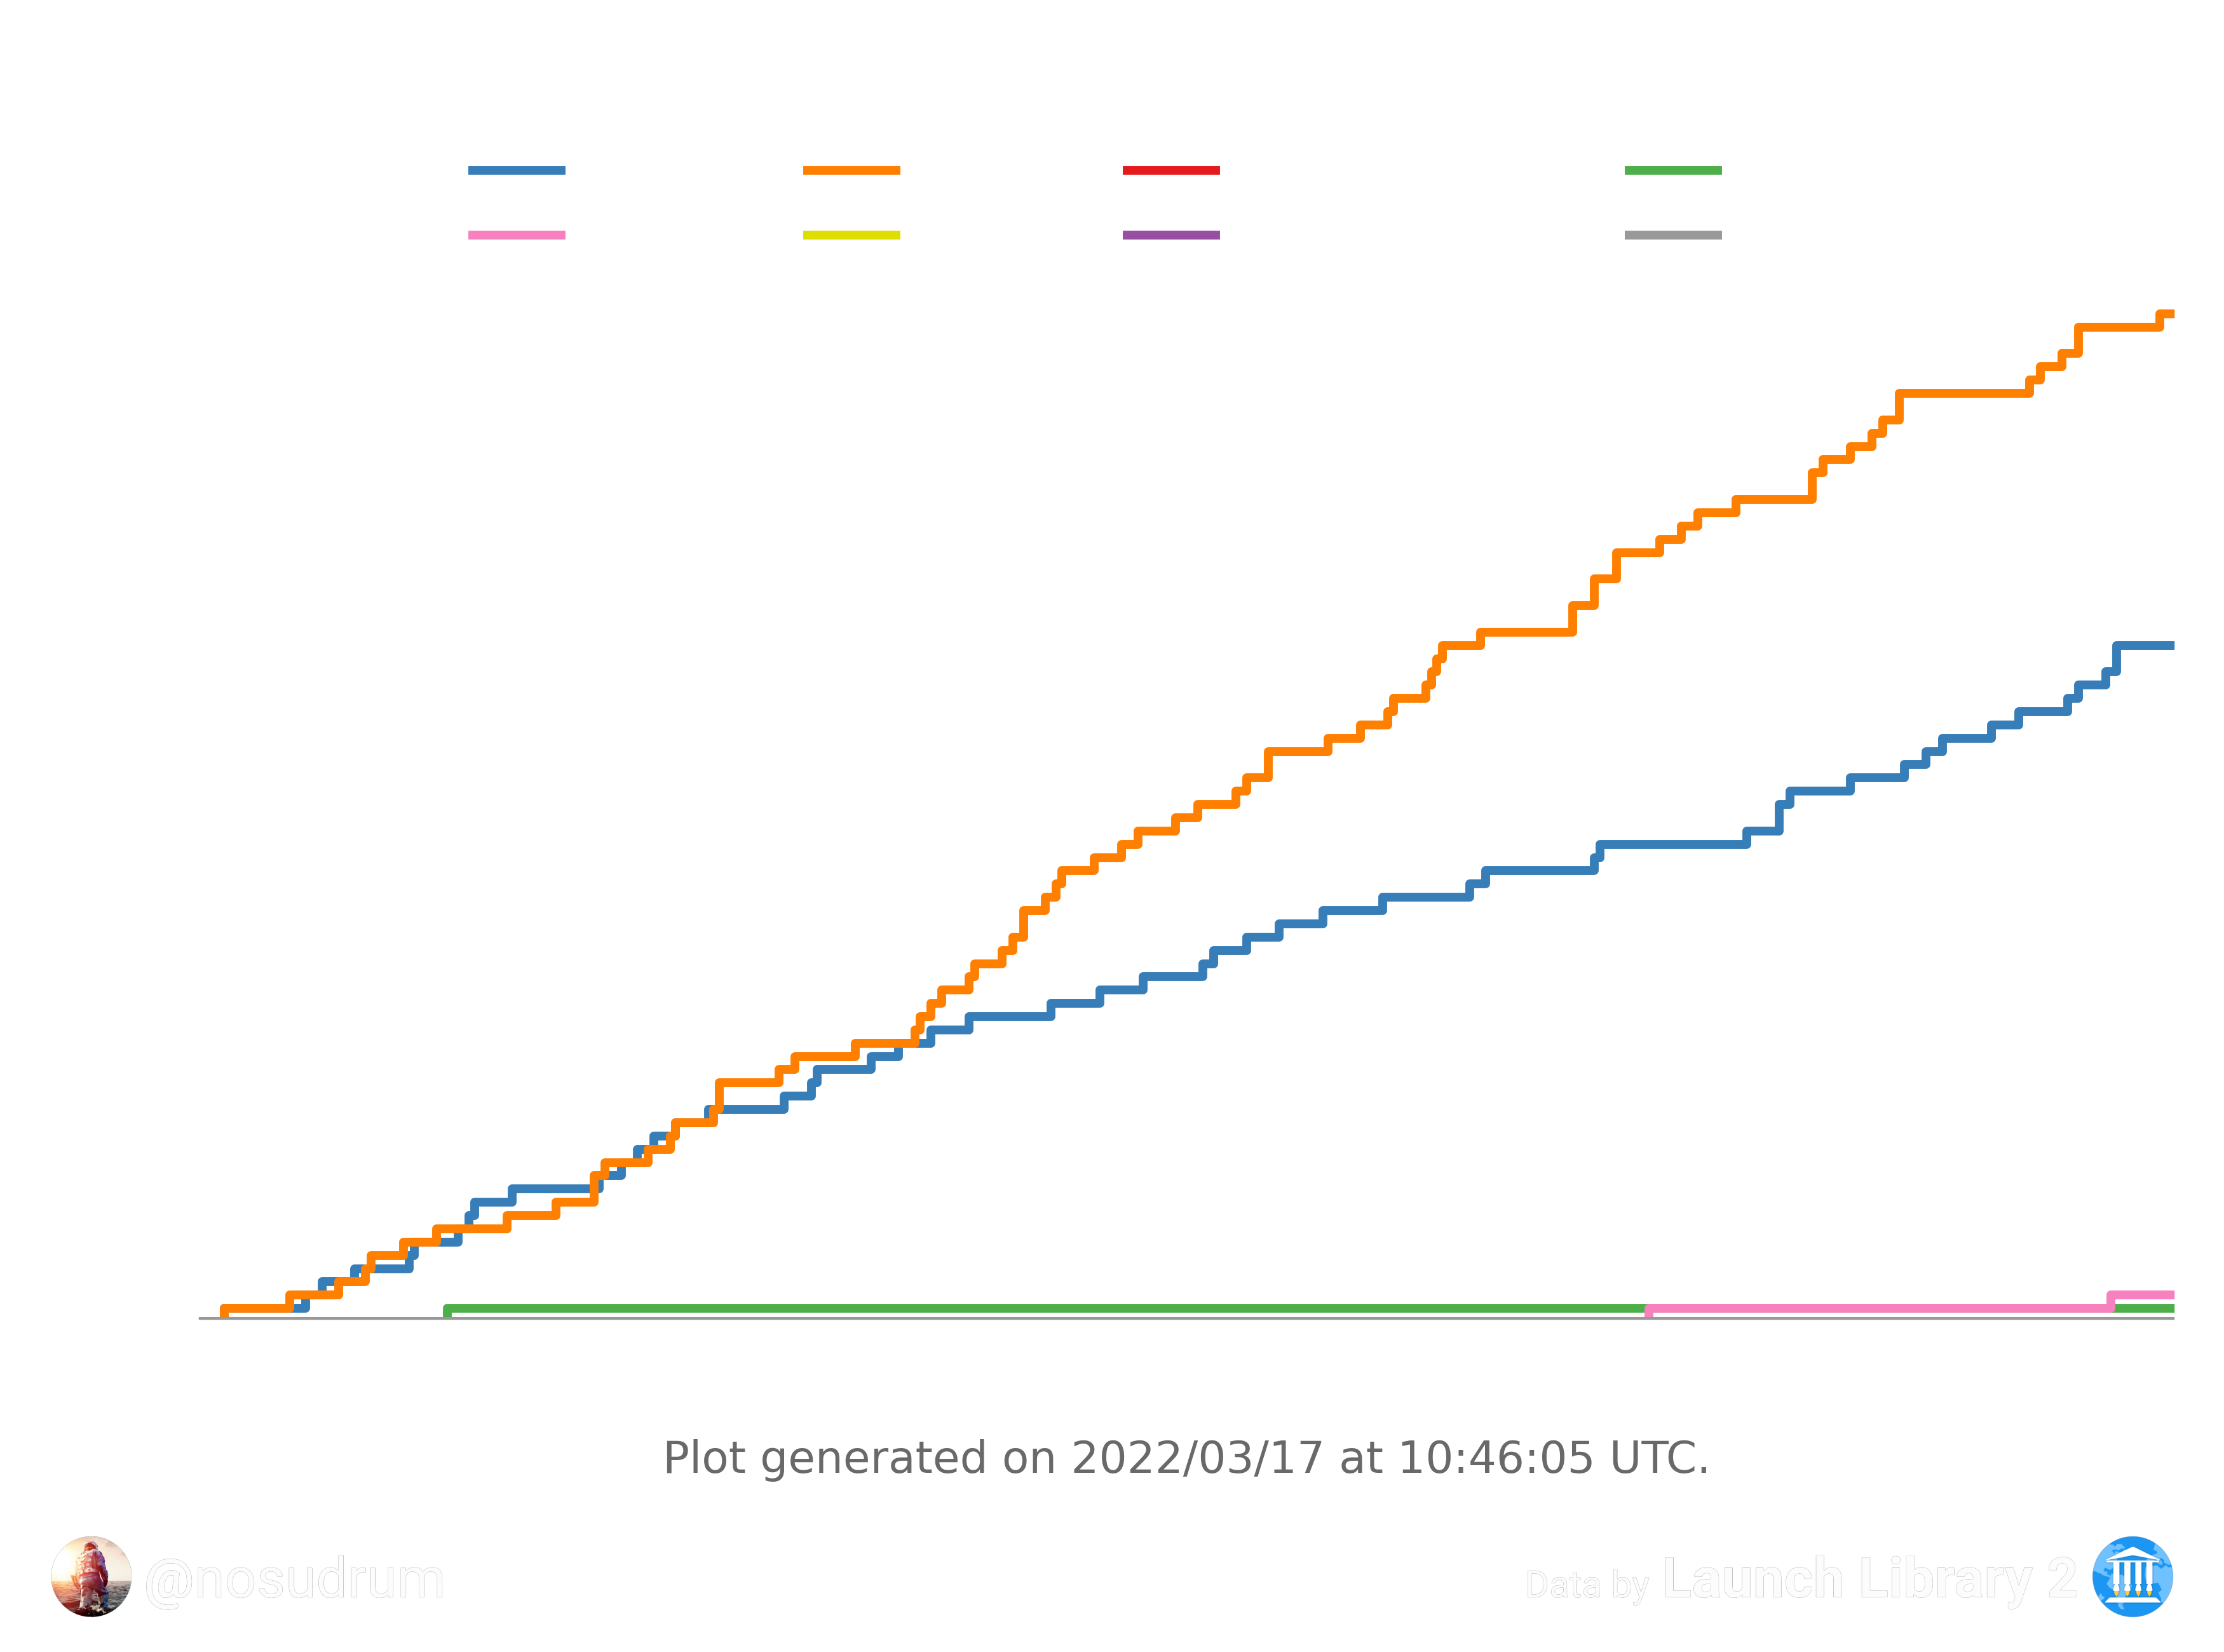 Plot generated on 2022/03/17 at 10:46:05 UTC.
@nosudrum
Data by Launch Library 2